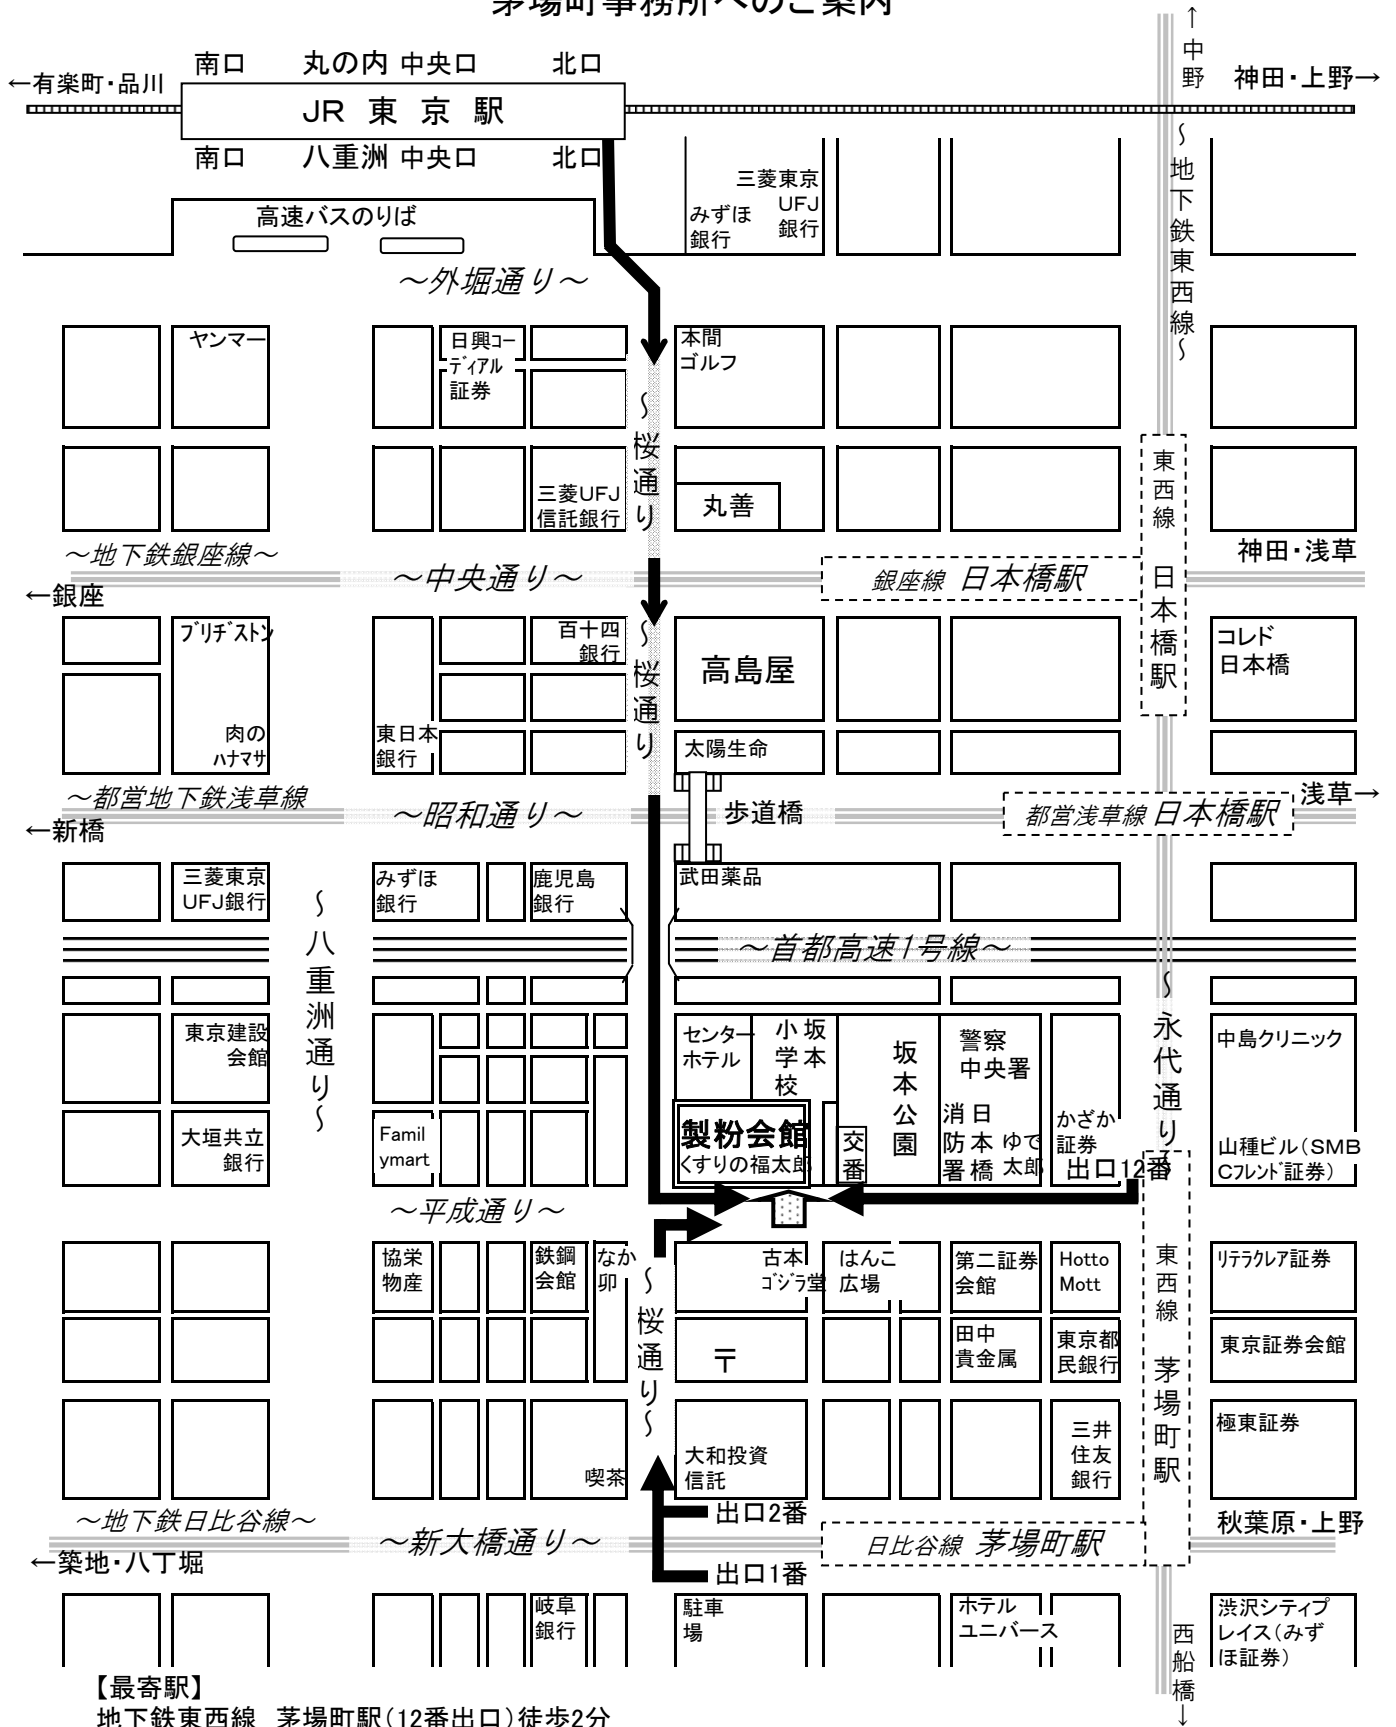 茅場町事務所へのご案内
↑中野
南口 丸の内 中央口 北口
←有楽町・品川
神田・上野→
JR 東 京 駅
南口 八重洲 中央口 北口
～地下鉄東西線～
高速バスのりば
みずほ
銀行
三菱東京
UFJ
銀行
～外堀通り～
ヤンマー
日興コー
ディアル
証券
本間
ゴルフ
～桜通り
三菱UFJ
信託銀行
丸善
東西線 日本橋駅
～地下鉄銀座線～
神田・浅草
～中央通り～
銀座線 日本橋駅
←銀座
ブリヂストン
百十四
銀行
～桜通り
高島屋
コレド
日本橋
肉の
ハナマサ
東日本
銀行
太陽生命
～都営地下鉄浅草線
浅草→
～昭和通り～
歩道橋
都営浅草線 日本橋駅
←新橋
三菱東京
UFJ銀行
～八重洲通り～
みずほ
銀行
鹿児島
銀行
武田薬品
～首都高速1号線～
～永代通り～
東京建設
会館
センター
ホテル
坂本
小学校
坂本公園
警察
中央署
中島クリニック
大垣共立
銀行
Famil
ymart
製粉会館
くすりの福太郎
交番
日本橋
消防署
ゆで
太郎
かざか
証券
出口12番
山種ビル(SMB
Cフレンド証券)
～平成通り～
協栄
物産
鉄鋼
会館
なか
卯
～桜通り～
古本
ゴジラ堂
はんこ
広場
第二証券
会館
Hotto
Mott
東西線 茅場町駅
リテラクレア証券
〒
田中
貴金属
東京都
民銀行
東京証券会館
喫茶
大和投資
信託
三井
住友
銀行
極東証券
～地下鉄日比谷線～
出口2番
秋葉原・上野
～新大橋通り～
日比谷線 茅場町駅
←築地・八丁堀
出口1番
岐阜
銀行
駐車
場
ホテル
ユニバース
渋沢シティプ
レイス(みず
ほ証券)
西船橋↓
【最寄駅】
地下鉄東西線 茅場町駅(12番出口)徒歩2分